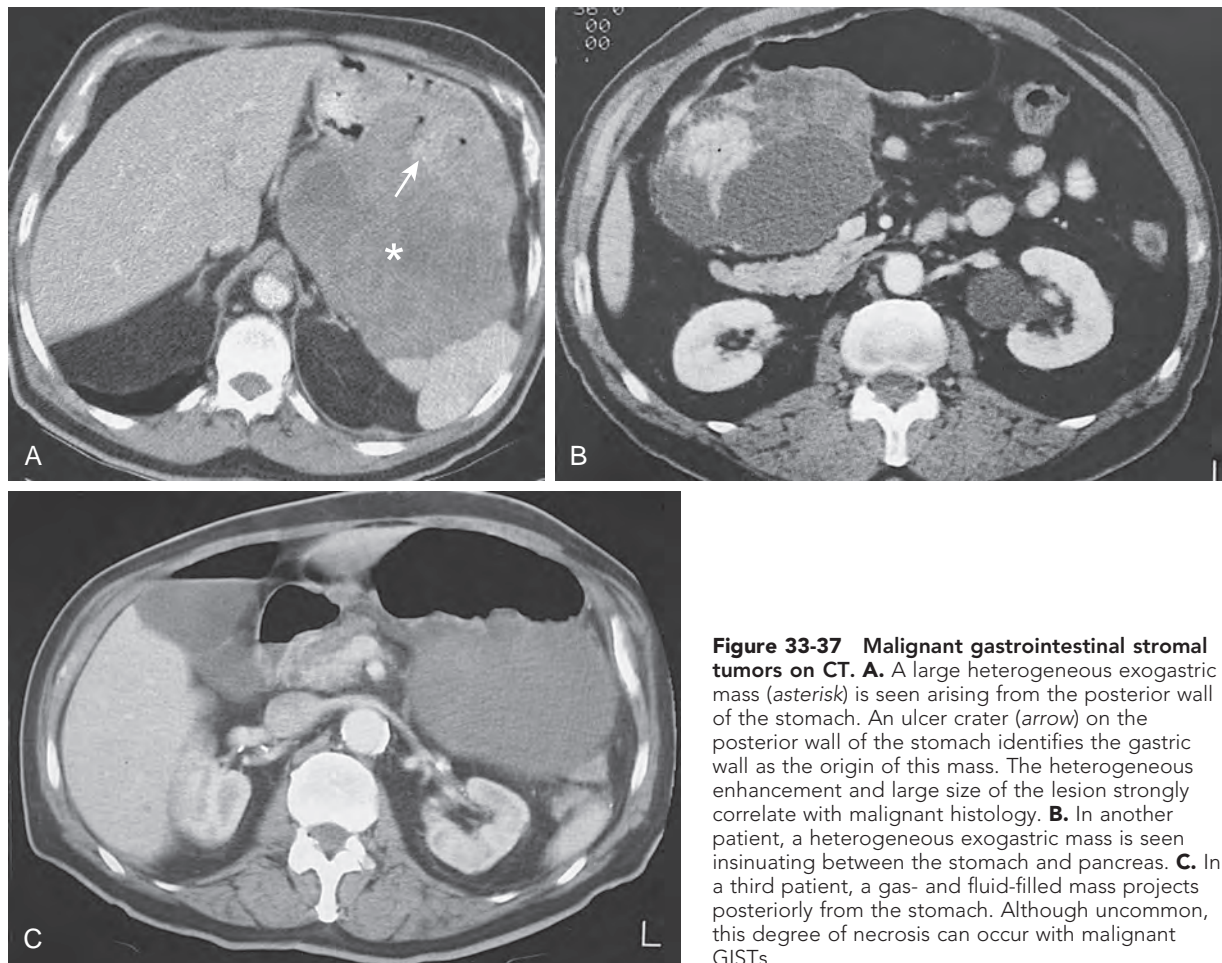 36 0
00
00
A
B
C
L
Figure 33-37 Malignant gastrointestinal stromal
tumors on CT. A. A large heterogeneous exogastric
mass (asterisk) is seen arising from the posterior wall
of the stomach. An ulcer crater (arrow) on the
posterior wall of the stomach identifies the gastric
wall as the origin of this mass. The heterogeneous
enhancement and large size of the lesion strongly
correlate with malignant histology. B. In another
patient, a heterogeneous exogastric mass is seen
insinuating between the stomach and pancreas. C. In
a third patient, a gas- and fluid-filled mass projects
posteriorly from the stomach. Although uncommon,
this degree of necrosis can occur with malignant
GISTs